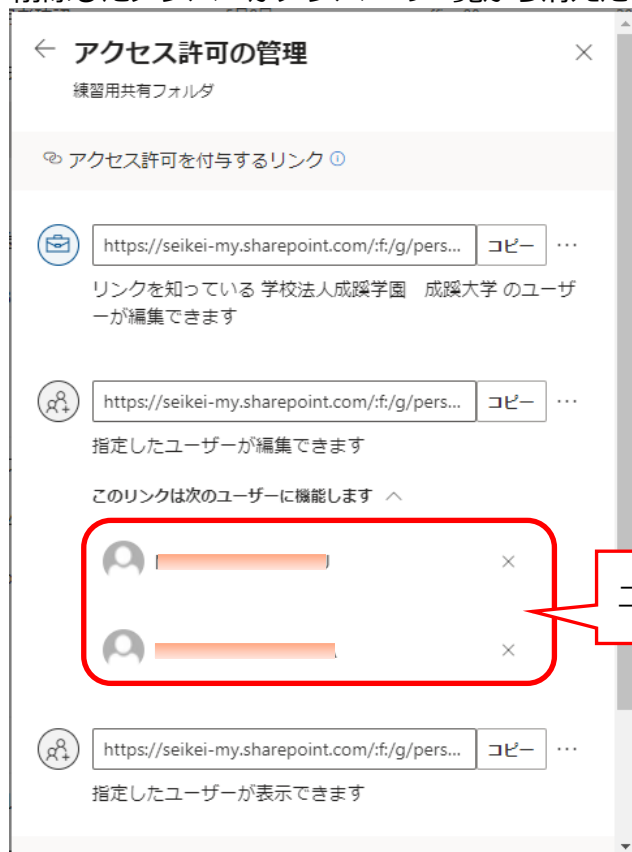 アクセス許可の管理
練習用共有フォルダ
アクセス許可を付与するリンク
https://seikei-my.sharepoint.com/:f:/g/pers... コピー ...
リンクを知っている 学校法人成蹊学園　成蹊大学 のユーザ
ーが編集できます
https://seikei-my.sharepoint.com/:f:/g/pers... コピー ...
指定したユーザーが編集できます
このリンクは次のユーザーに機能します
https://seikei-my.sharepoint.com/:f:/g/pers... コピー ...
指定したユーザーが表示できます